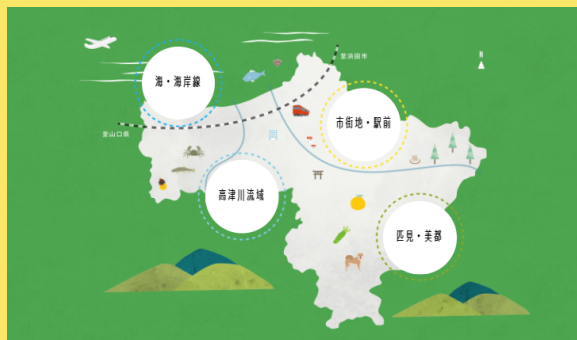 至浜田市
N
海・海岸線
市街地・駅前
至山口県
高津川流域
匹見・美都